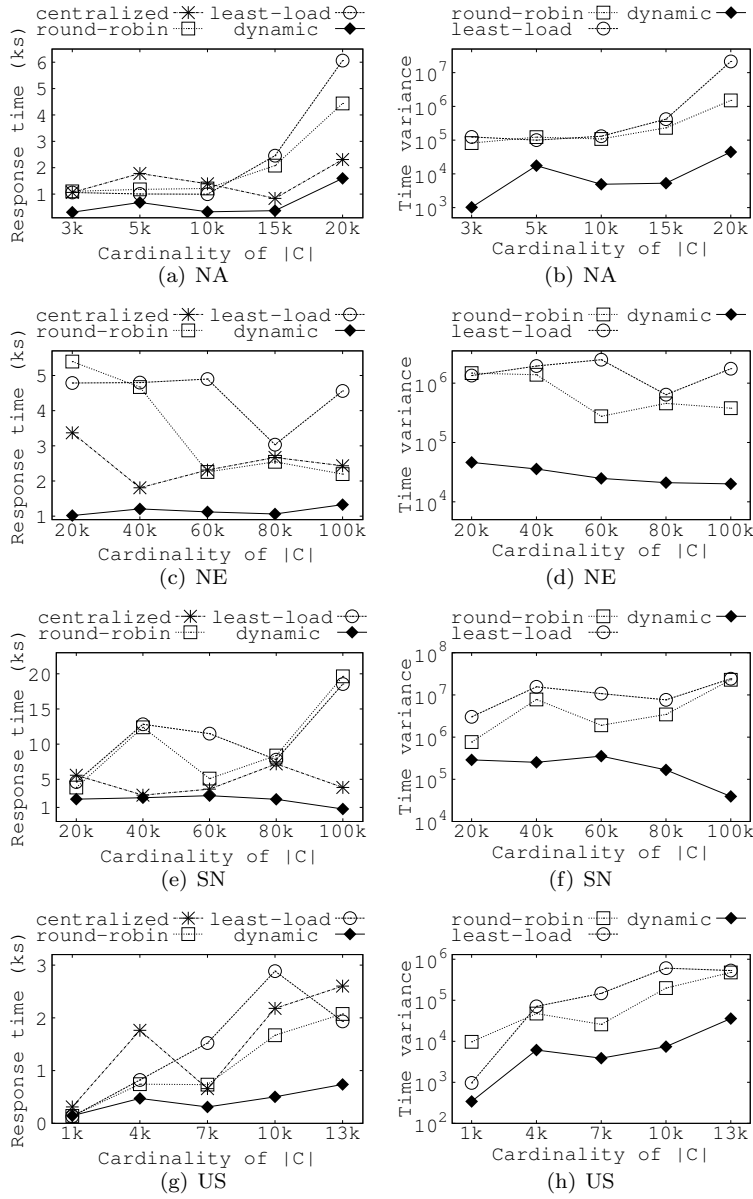 centralized least-load
round-robin dynamic
Response time (ks)
6
5
4
3
2
1
3k 5k 10k 15k 20k
Cardinality of |C|
(a) NA
round-robin dynamic
least-load
Time variance
10^7
10^6
10^5
10^4
10^3
3k 5k 10k 15k 20k
Cardinality of |C|
(b) NA
centralized least-load
round-robin dynamic
Response time (ks)
5
4
3
2
1
20k 40k 60k 80k 100k
Cardinality of |C|
(c) NE
round-robin dynamic
least-load
Time variance
10^6
10^5
10^4
20k 40k 60k 80k 100k
Cardinality of |C|
(d) NE
centralized least-load
round-robin dynamic
Response time (ks)
20
15
10
5
1
20k 40k 60k 80k 100k
Cardinality of |C|
(e) SN
round-robin dynamic
least-load
Time variance
10^8
10^7
10^6
10^5
10^4
20k 40k 60k 80k 100k
Cardinality of |C|
(f) SN
centralized least-load
round-robin dynamic
Response time (ks)
3
2
1
0
1k 4k 7k 10k 13k
Cardinality of |C|
(g) US
round-robin dynamic
least-load
Time variance
10^6
10^5
10^4
10^3
10^2
1k 4k 7k 10k 13k
Cardinality of |C|
(h) US